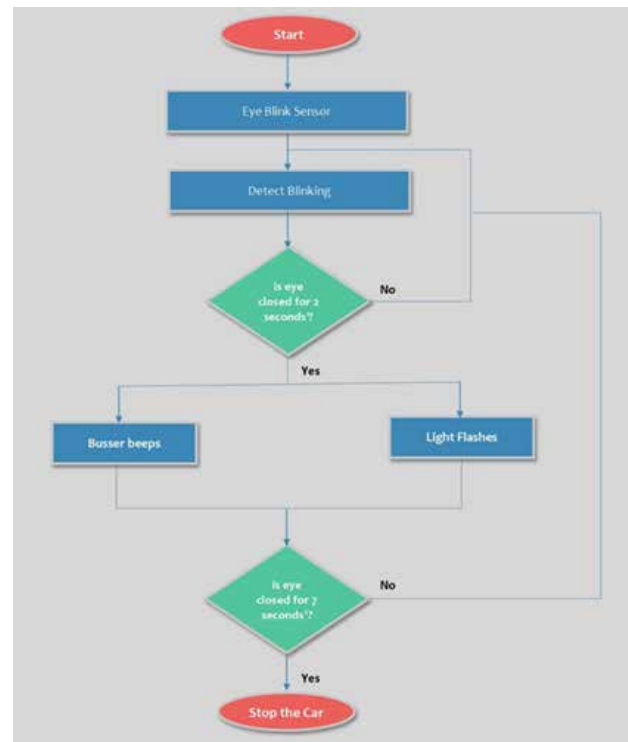 Start
Eye Blink Sensor
Detect Blinking
Is eye
closed for 2
seconds'?
No
Yes
Busser beeps
Light Flashes
Is eye
closed for 7
seconds'?
No
Yes
Stop the Car